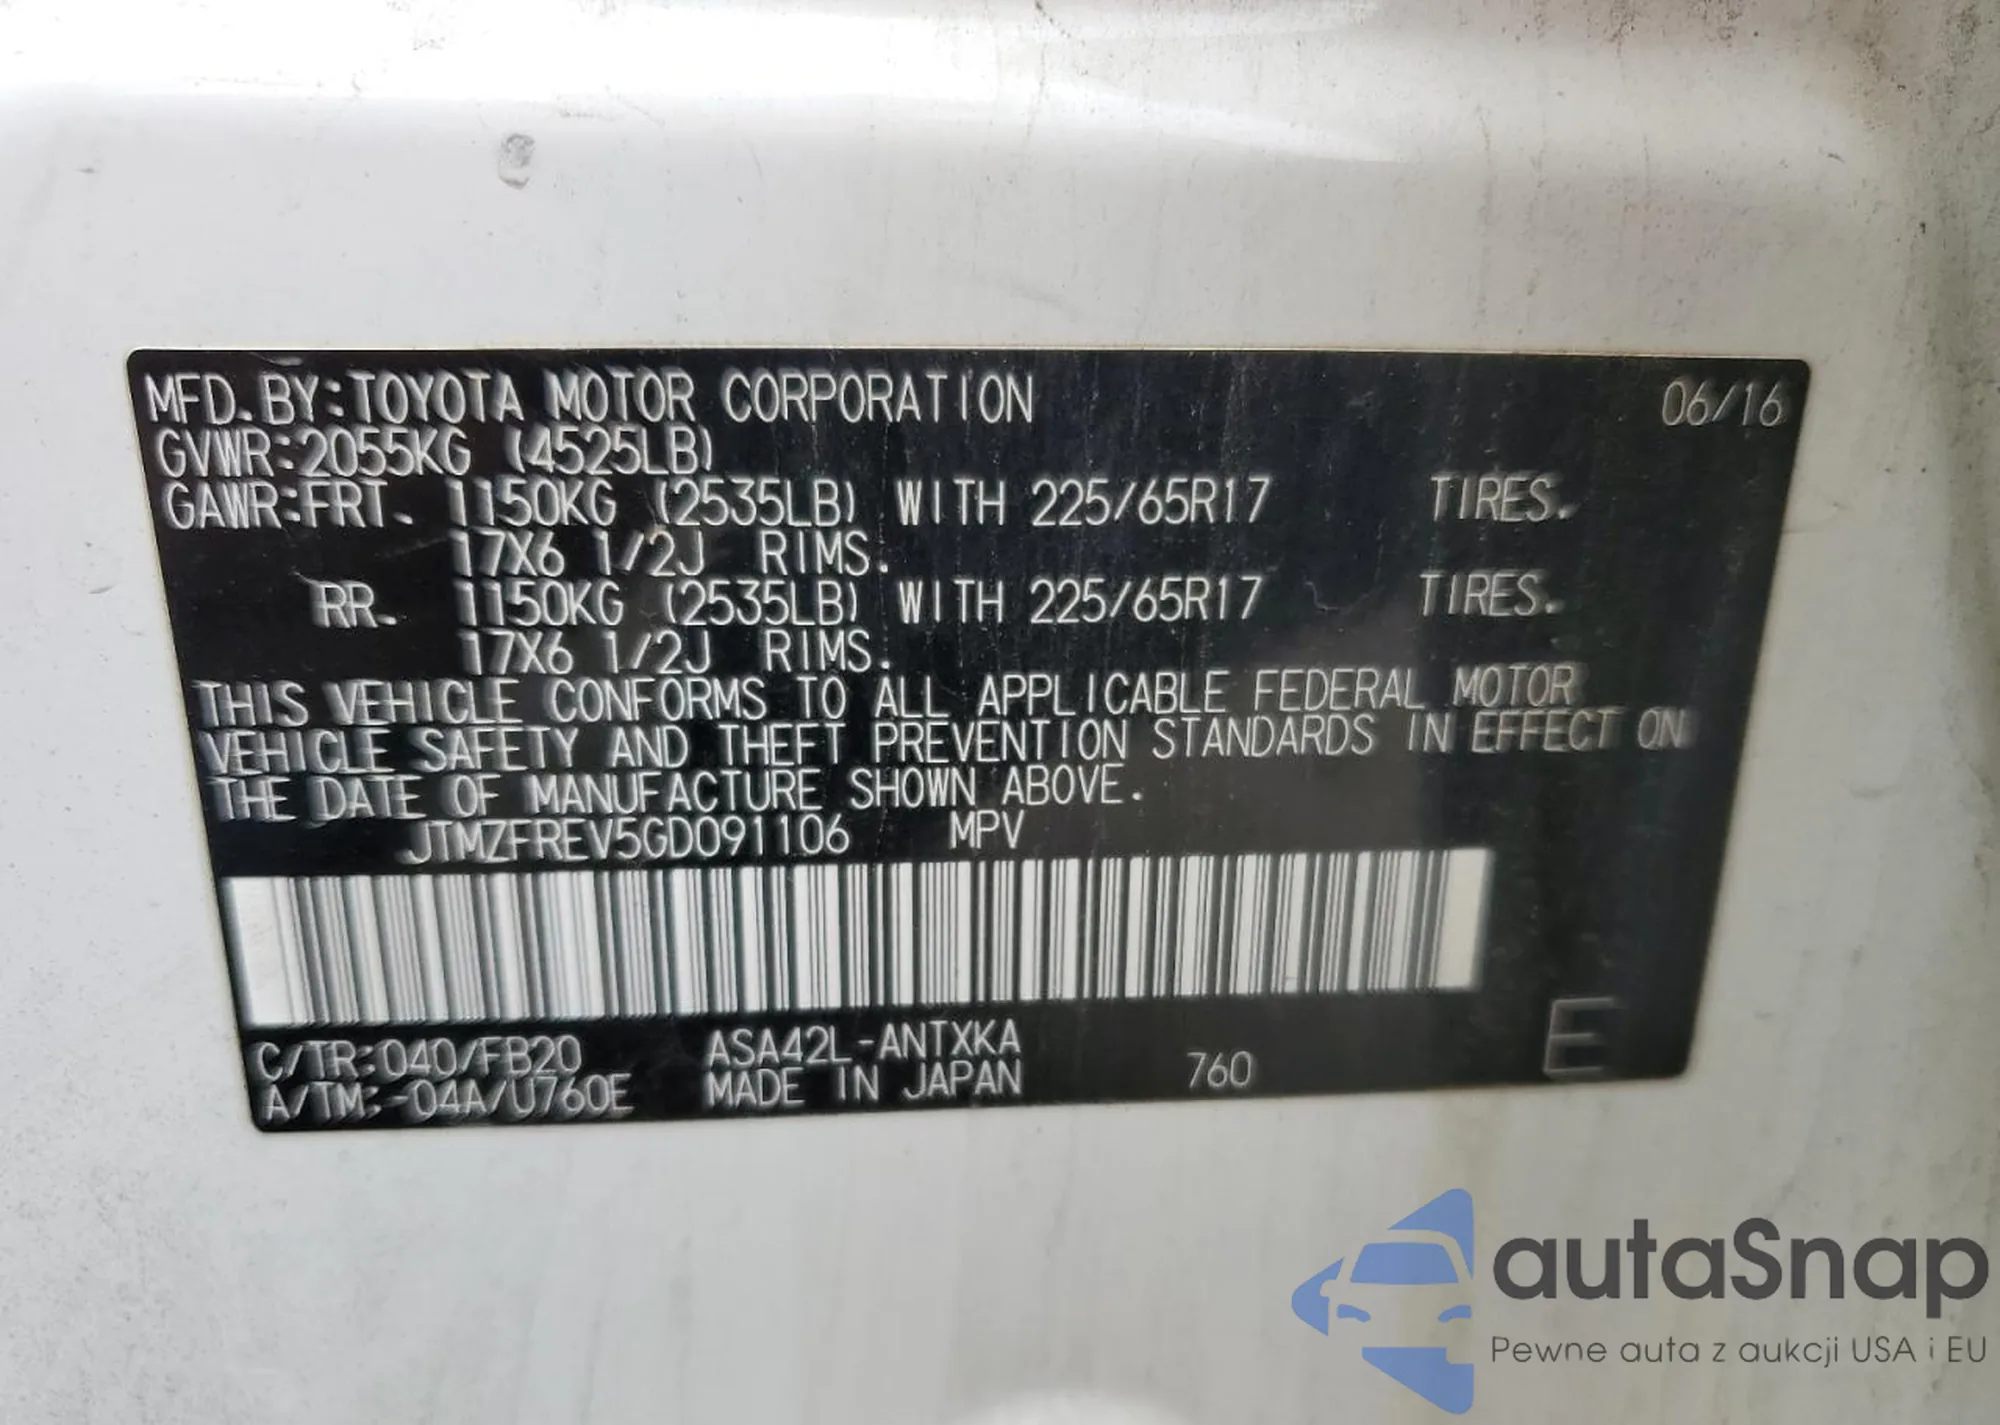 MFD. BY: TOYOTA MOTOR CORPORATION 06/16
GVWR: 2055KG (4525LB)
GAWR: FRT. 1150KG (2535LB) WITH 225/65R17 TIRES.
17X6 1/2J RIMS.
RR. 1150KG (2535LB) WITH 225/65R17 TIRES.
17X6 1/2J RIMS.
THIS VEHICLE CONFORMS TO ALL APPLICABLE FEDERAL MOTOR
VEHICLE SAFETY AND THEFT PREVENTION STANDARDS IN EFFECT ON
THE DATE OF MANUFACTURE SHOWN ABOVE.
JTMZFREV5GD091106 MPV
C/TR: 040/FB20 ASA42L-ANTXKA
A/TM: -04A/U760E MADE IN JAPAN 760 E
autaSnap
Pewne auta z aukcji USA i EU